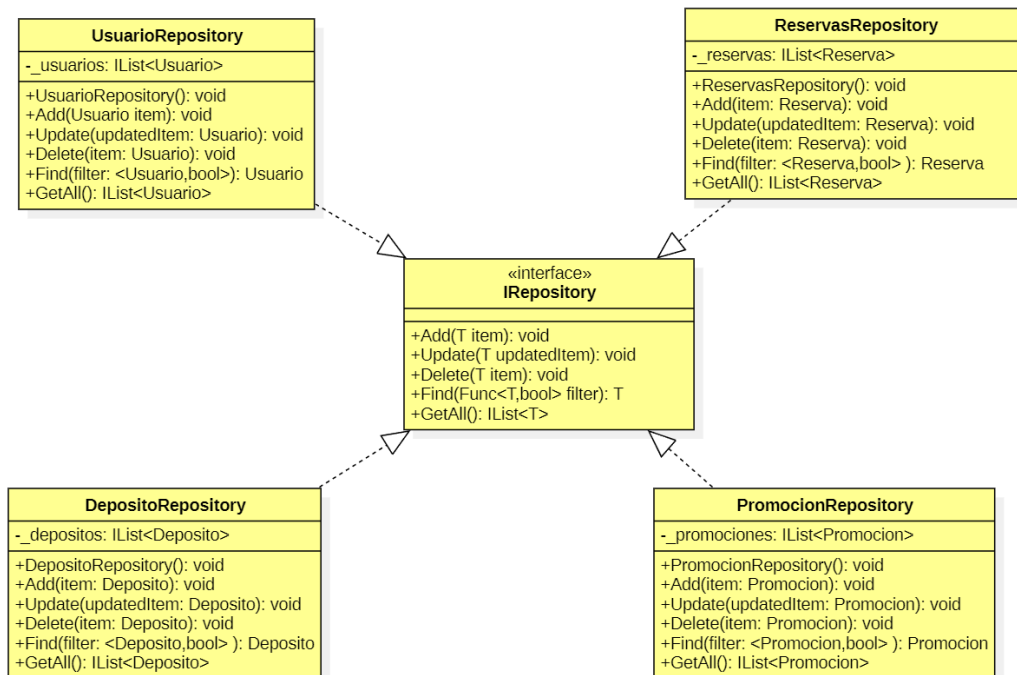 UsuarioRepository
-_usuarios: IList<Usuario>
+UsuarioRepository(): void
+Add(Usuario item): void
+Update(updatedItem: Usuario): void
+Delete(item: Usuario): void
+Find(filter: <Usuario,bool>): Usuario
+GetAll(): IList<Usuario>
ReservasRepository
-_reservas: IList<Reserva>
+ReservasRepository(): void
+Add(item: Reserva): void
+Update(updatedItem: Reserva): void
+Delete(item: Reserva): void
+Find(filter: <Reserva,bool> ): Reserva
+GetAll(): IList<Reserva>
«interface»
IRepository
+Add(T item): void
+Update(T updatedItem): void
+Delete(T item): void
+Find(Func<T,bool> filter): T
+GetAll(): IList<T>
DepositoRepository
-_depositos: IList<Deposito>
+DepositoRepository(): void
+Add(item: Deposito): void
+Update(updatedItem: Deposito): void
+Delete(item: Deposito): void
+Find(filter: <Deposito,bool> ): Deposito
+GetAll(): IList<Deposito>
PromocionRepository
-_promociones: IList<Promocion>
+PromocionRepository(): void
+Add(item: Promocion): void
+Update(updatedItem: Promocion): void
+Delete(item: Promocion): void
+Find(filter: <Promocion,bool> ): Promocion
+GetAll(): IList<Promocion>